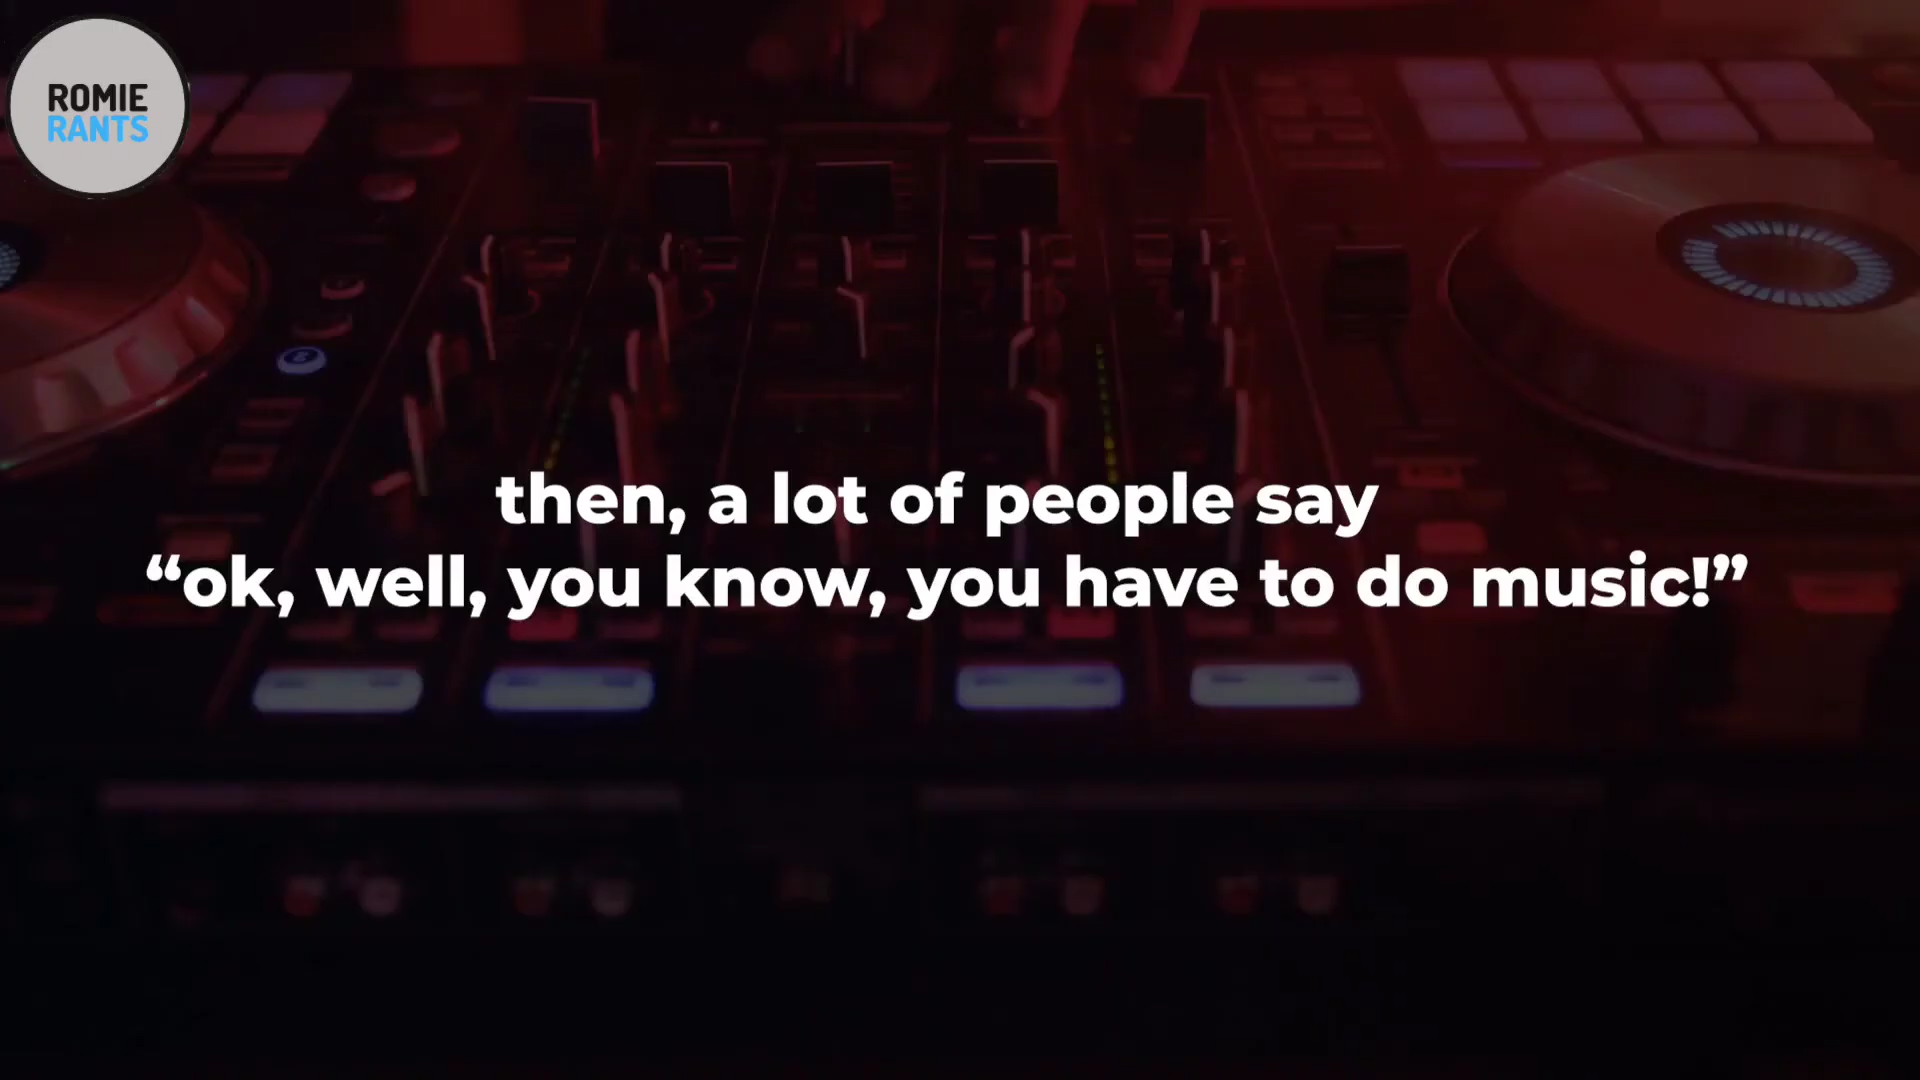 ROMIE
RANTS
then, a lot of people say
“ok, well, you know, you have to do music!”